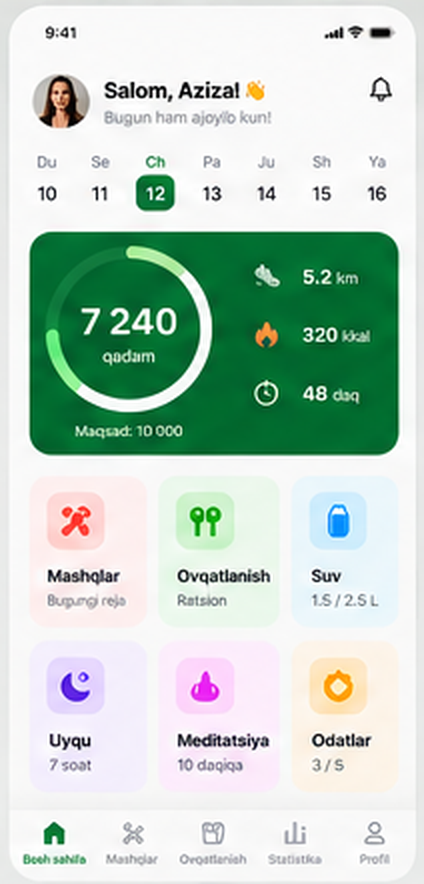 9:41
Salom, Aziza! 👋
Bugun ham ajoyib kun!
Du Se Ch Pa Ju Sh Ya
10 11 12 13 14 15 16
7 240
qadam
Maqsad: 10 000
5.2 km
320 kkal
48 daq
Mashqlar Ovqatlanish Suv
Bugungi reja Ratsion 1.5 / 2.5 L
Uyqu Meditatsiya Odatlar
7 soat 10 daqiqa 3 / 5
Bosh sahifa Mashqlar Ovqatlanish Statistika Profil